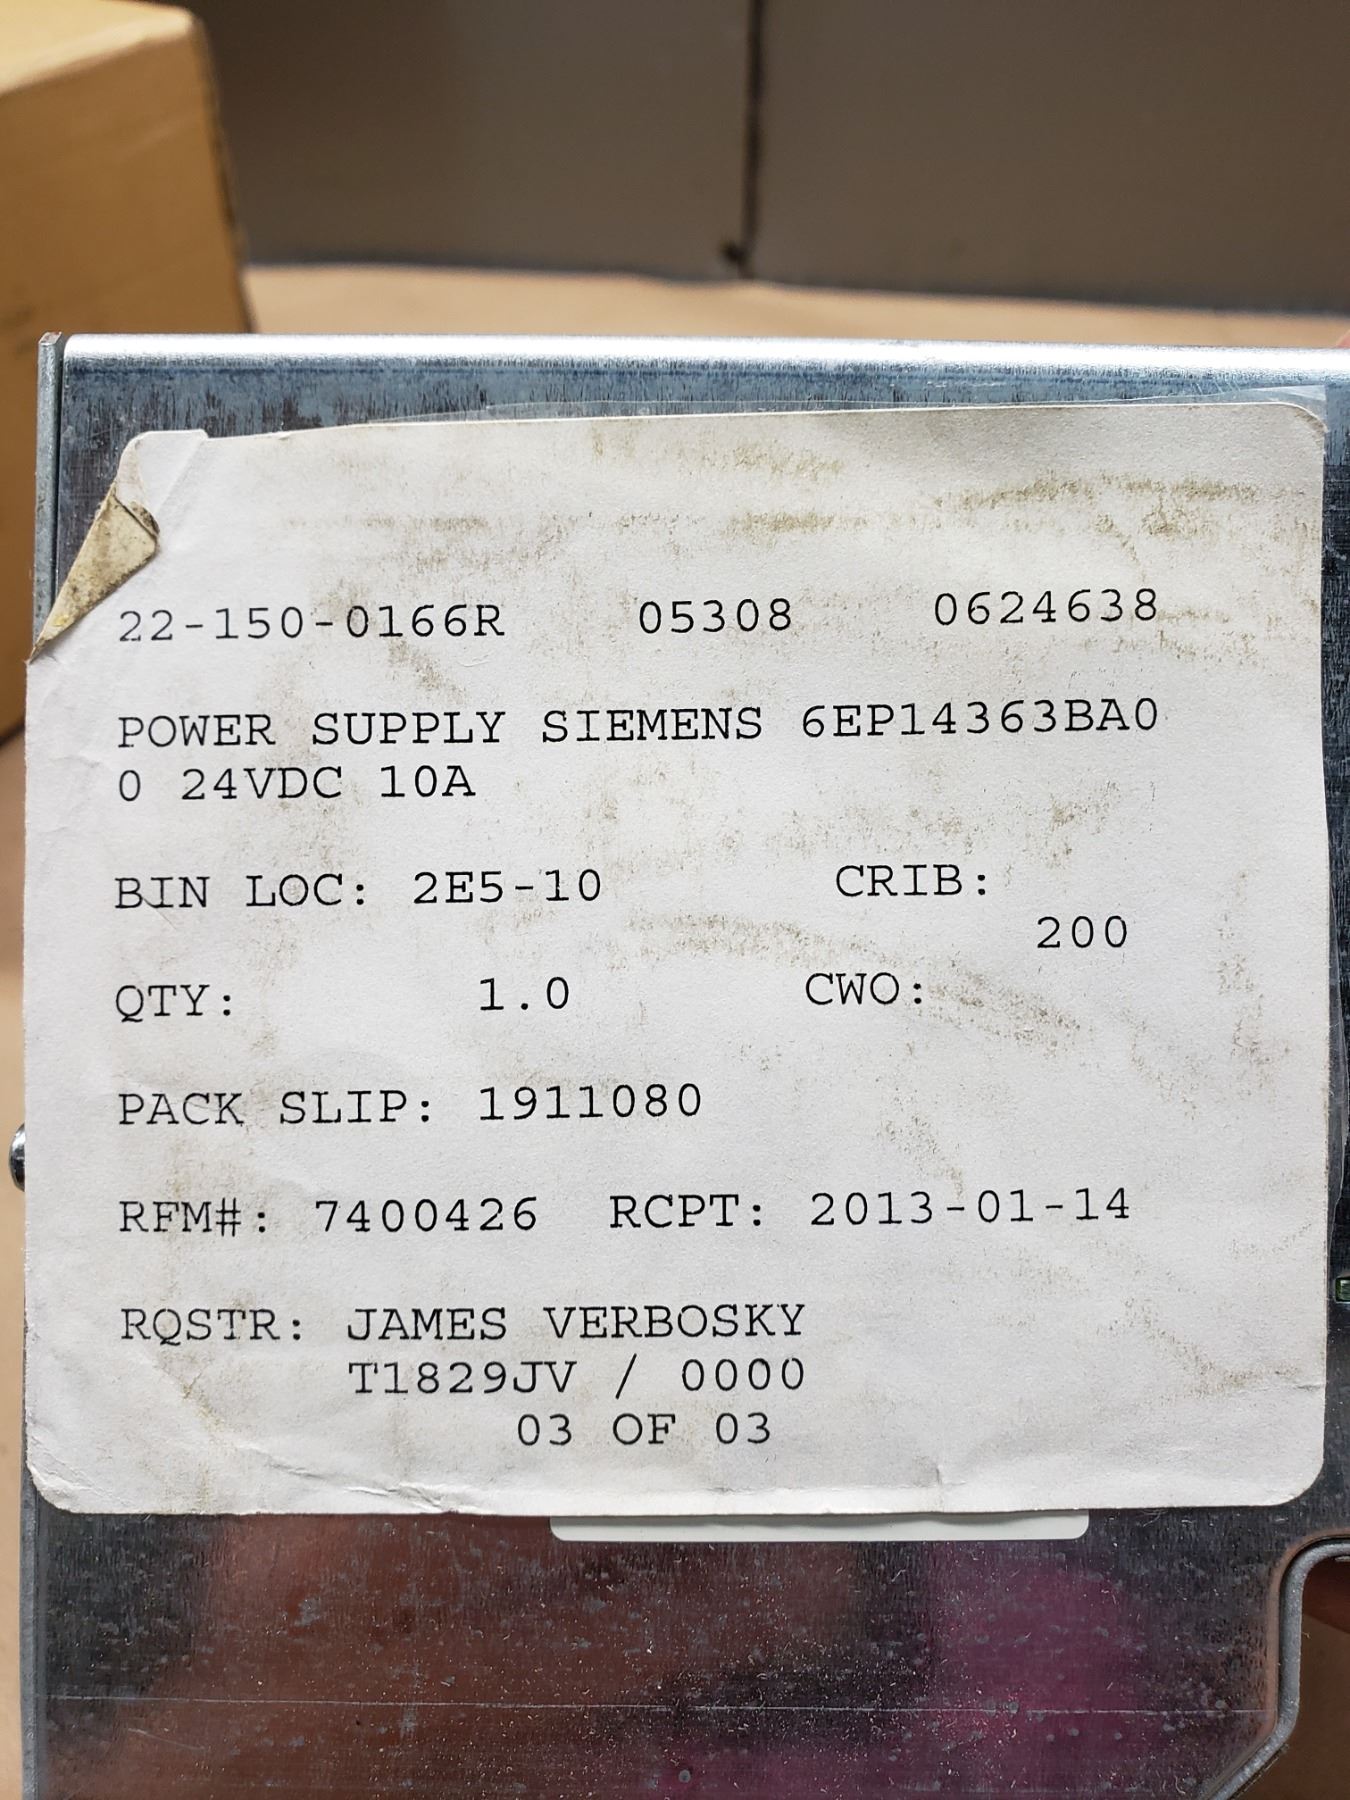 22-150-0166R 05308 0624638
POWER SUPPLY SIEMENS 6EP14363BA0
0 24VDC 10A
BIN LOC: 2E5-10 CRIB:
200
QTY: 1.0 CWO:
PACK SLIP: 1911080
RFM#: 7400426 RCPT: 2013-01-14
RQSTR: JAMES VERBOSKY
T1829JV / 0000
03 OF 03